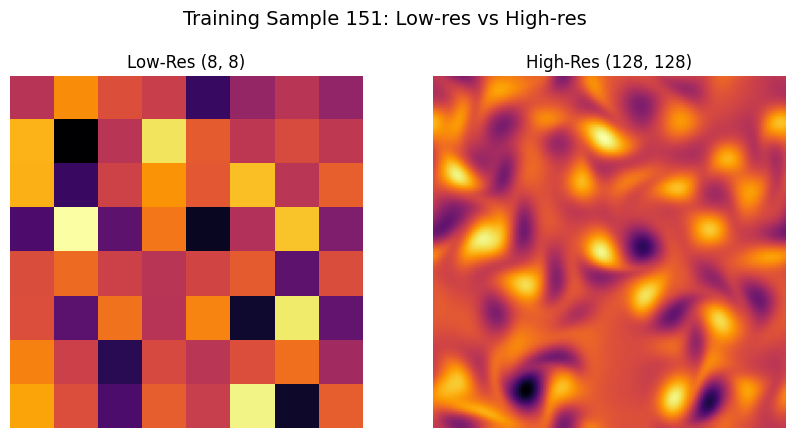 Training Sample 151: Low-res vs High-res
Low-Res (8, 8)
High-Res (128, 128)